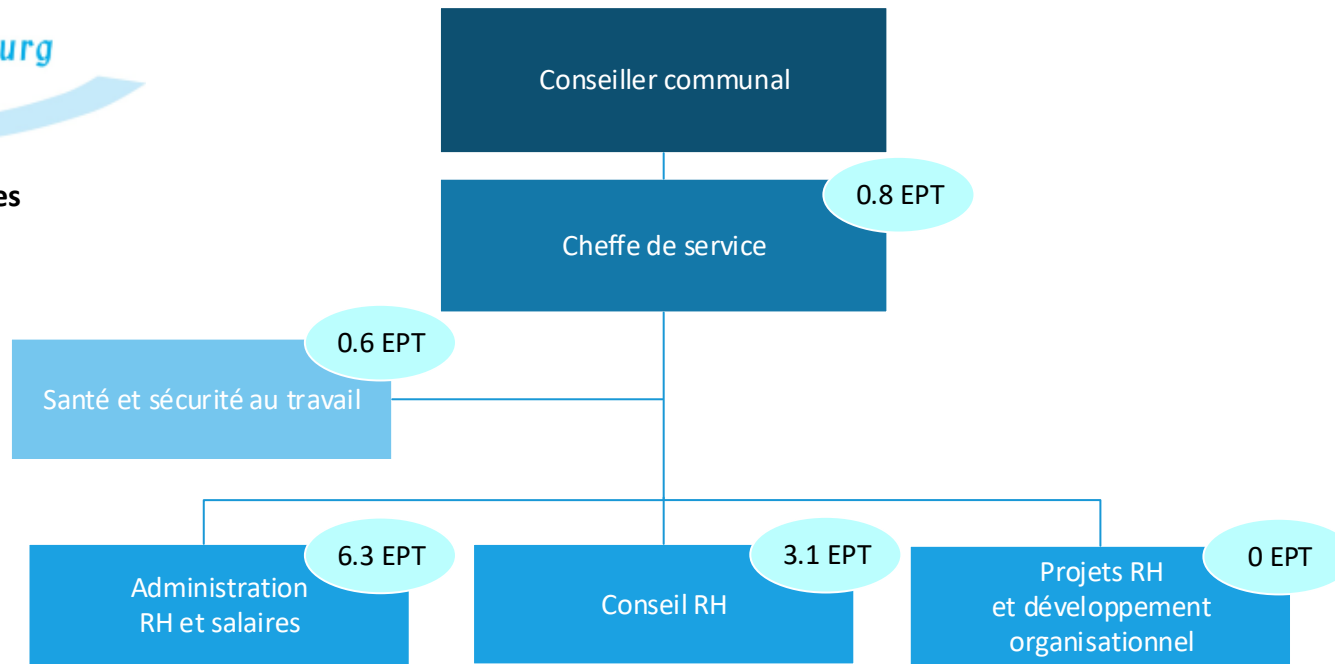 urg
es
Conseiller communal
0.8 EPT
Cheffe de service
0.6 EPT
Santé et sécurité au travail
6.3 EPT
Administration
RH et salaires
3.1 EPT
Conseil RH
0 EPT
Projets RH
et développement
organisationnel